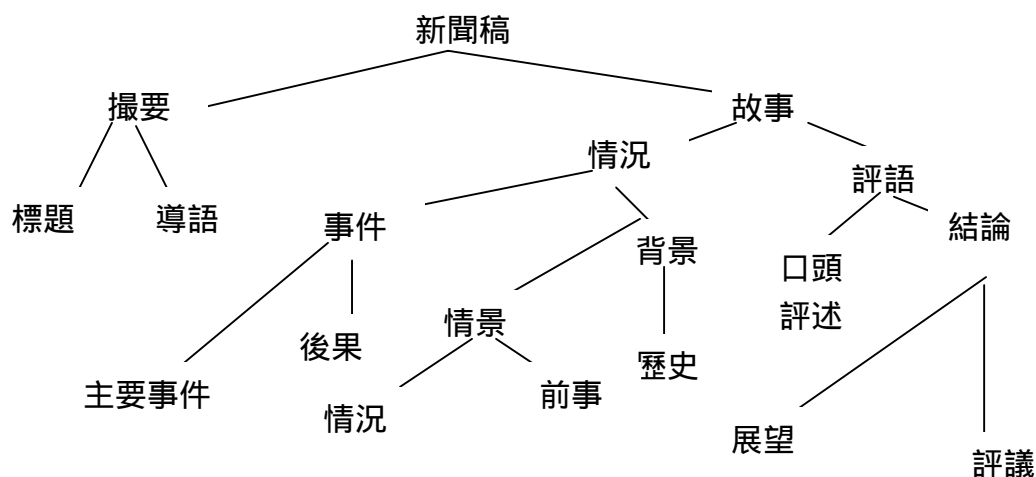 新聞稿
撮要
故事
情況
評語
標題
導語
事件
結論
背景
口頭
評述
情景
後果
歷史
主要事件
前事
情況
展望
評議